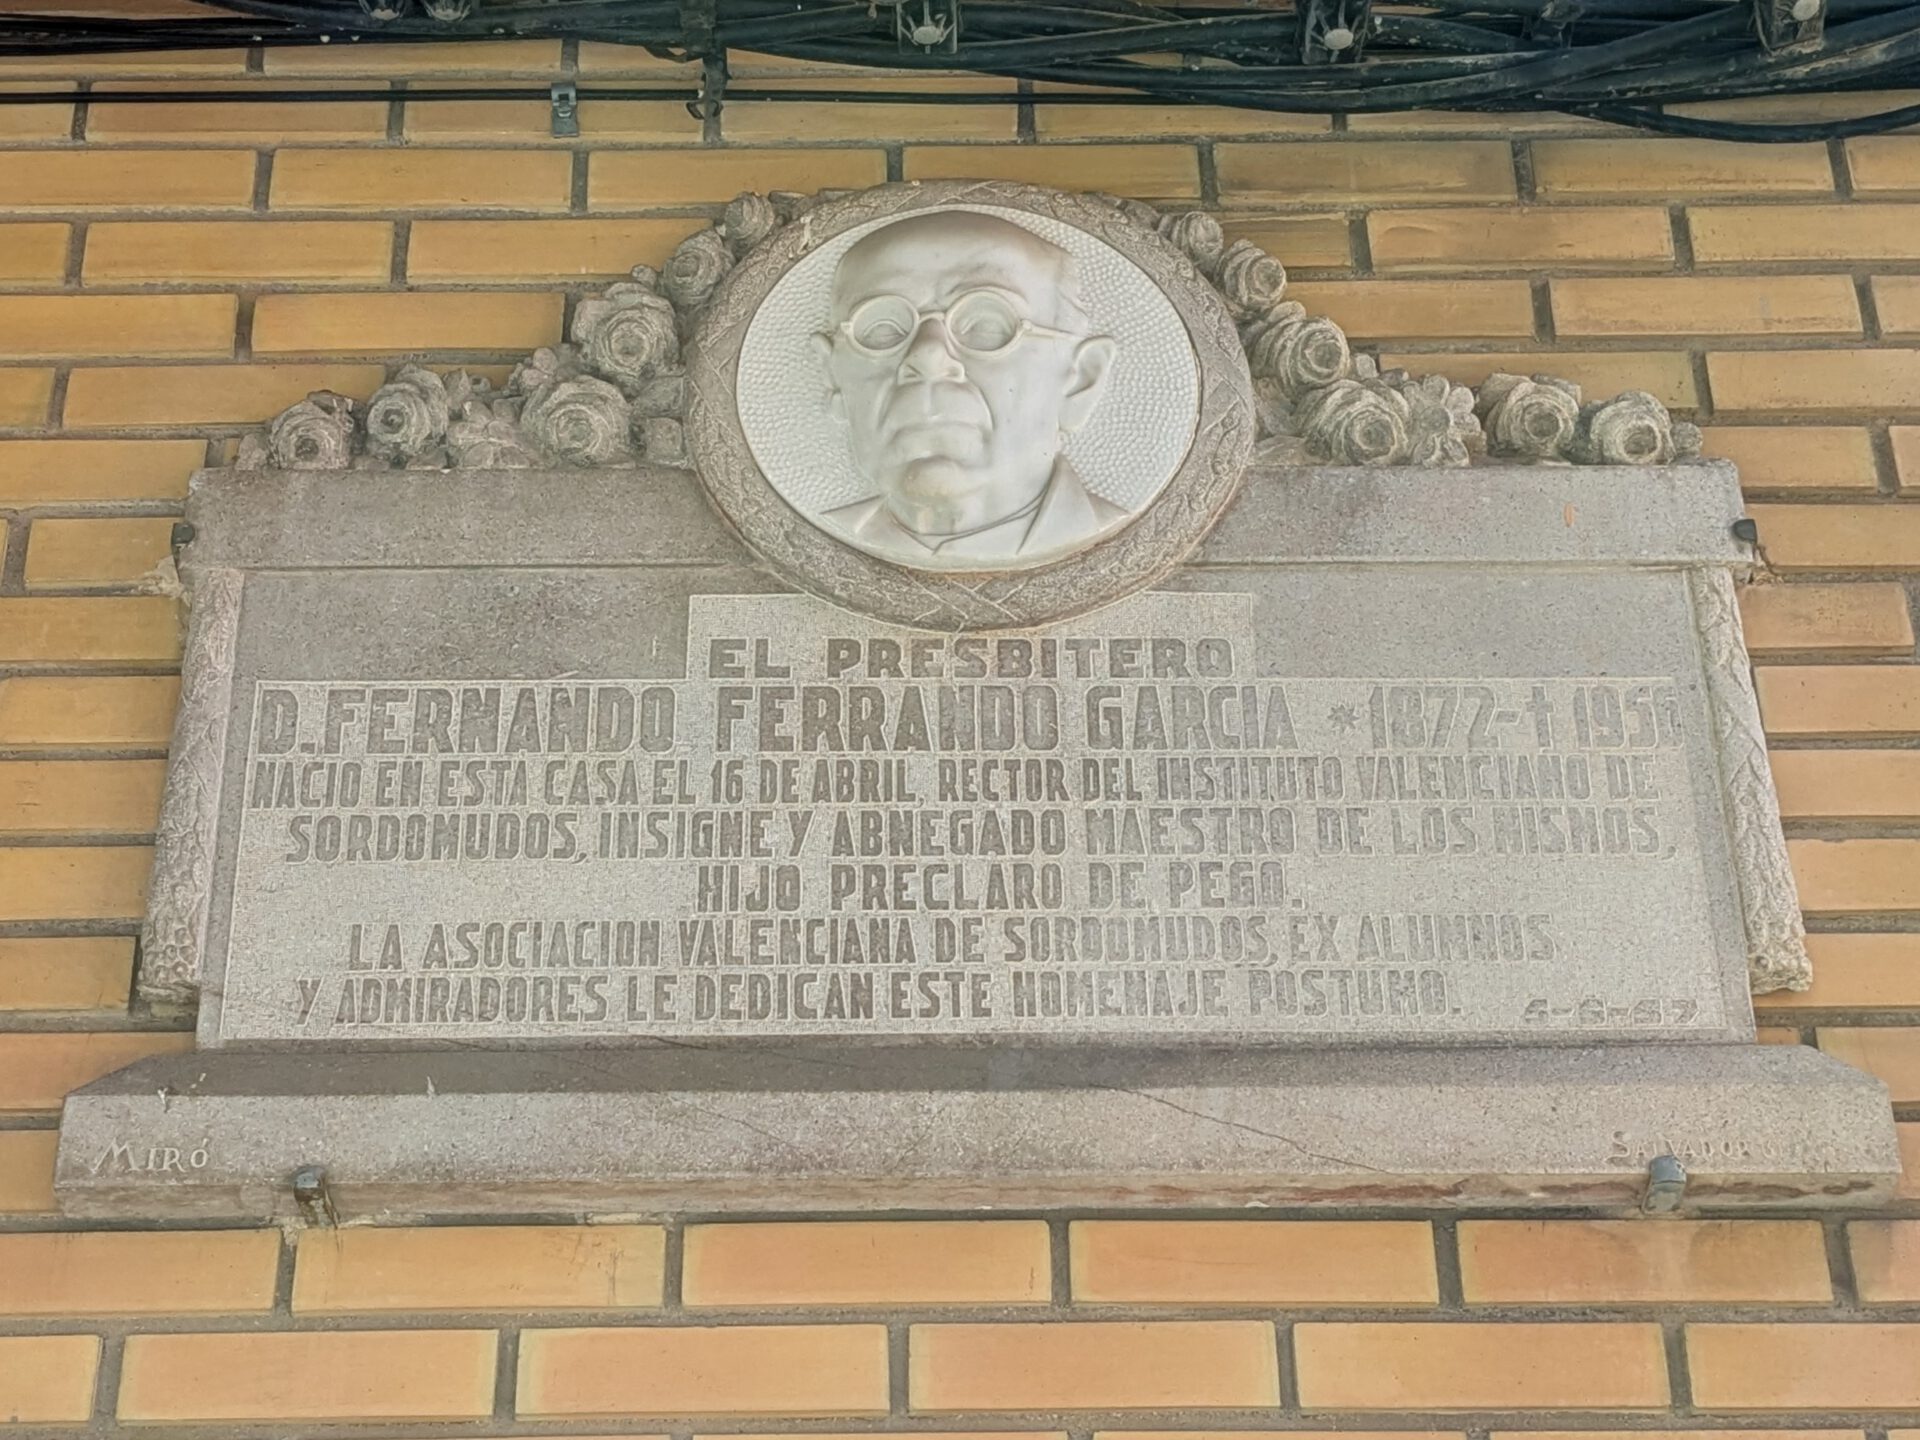 EL PRESBITERO
D. FERNANDO FERRANDO GARCIA * 1872-†
NACIO EN ESTA CASA EL 16 DE ABRIL, RECTOR DEL INSTITUTO VALENCIANO DE
SORDOMUDOS, INSIGNE Y ABNEGADO MAESTRO DE LOS MISMOS,
HIJO PRECLARO DE PEGO.
LA ASOCIACION VALENCIANA DE SORDOMUDOS, EX ALUMNOS
Y ADMIRADORES LE DEDICAN ESTE HOMENAJE POSTUMO.
MIRÓ
SALVADOR